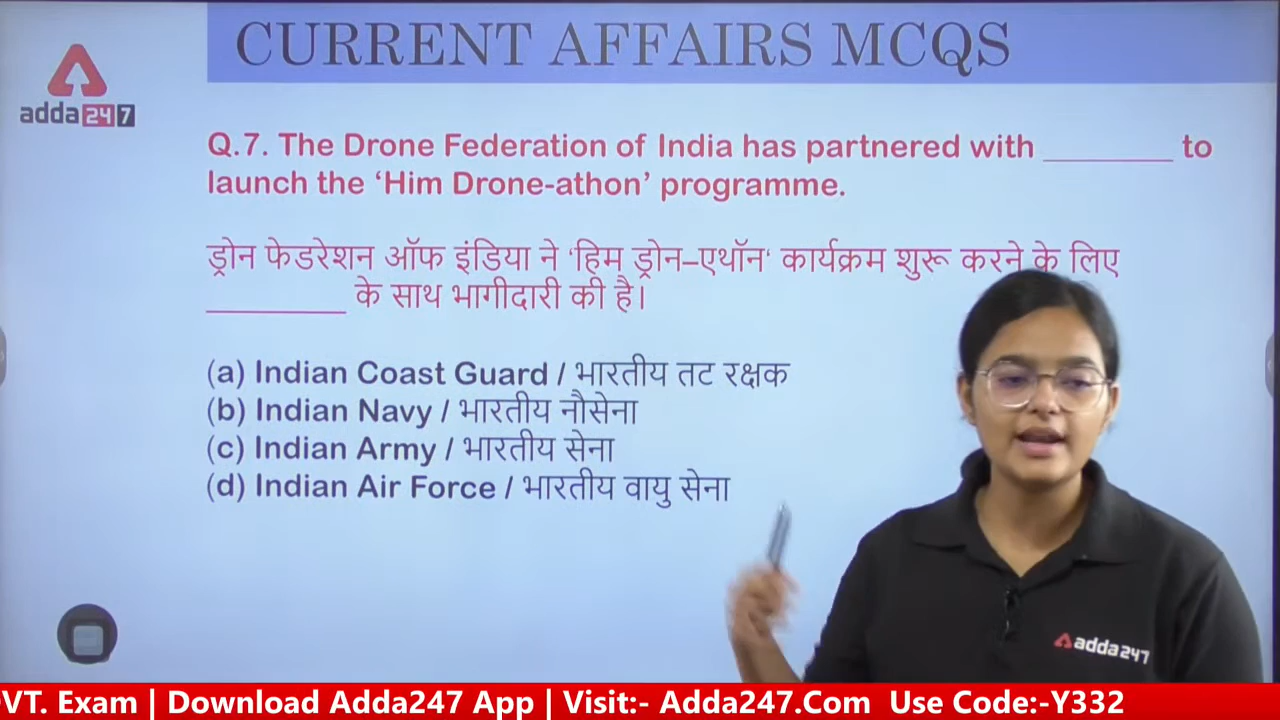 CURRENT AFFAIRS MCQS
adda247
Q.7. The Drone Federation of India has partnered with ________ to
launch the ‘Him Drone-athon’ programme.
ड्रोन फेडरेशन ऑफ इंडिया ने ‘हिम ड्रोन–एथॉन‘ कार्यक्रम शुरू करने के लिए
________ के साथ भागीदारी की है।
(a) Indian Coast Guard / भारतीय तट रक्षक
(b) Indian Navy / भारतीय नौसेना
(c) Indian Army / भारतीय सेना
(d) Indian Air Force / भारतीय वायु सेना
adda247
VT. Exam | Download Adda247 App | Visit:- Adda247.Com Use Code:-Y332